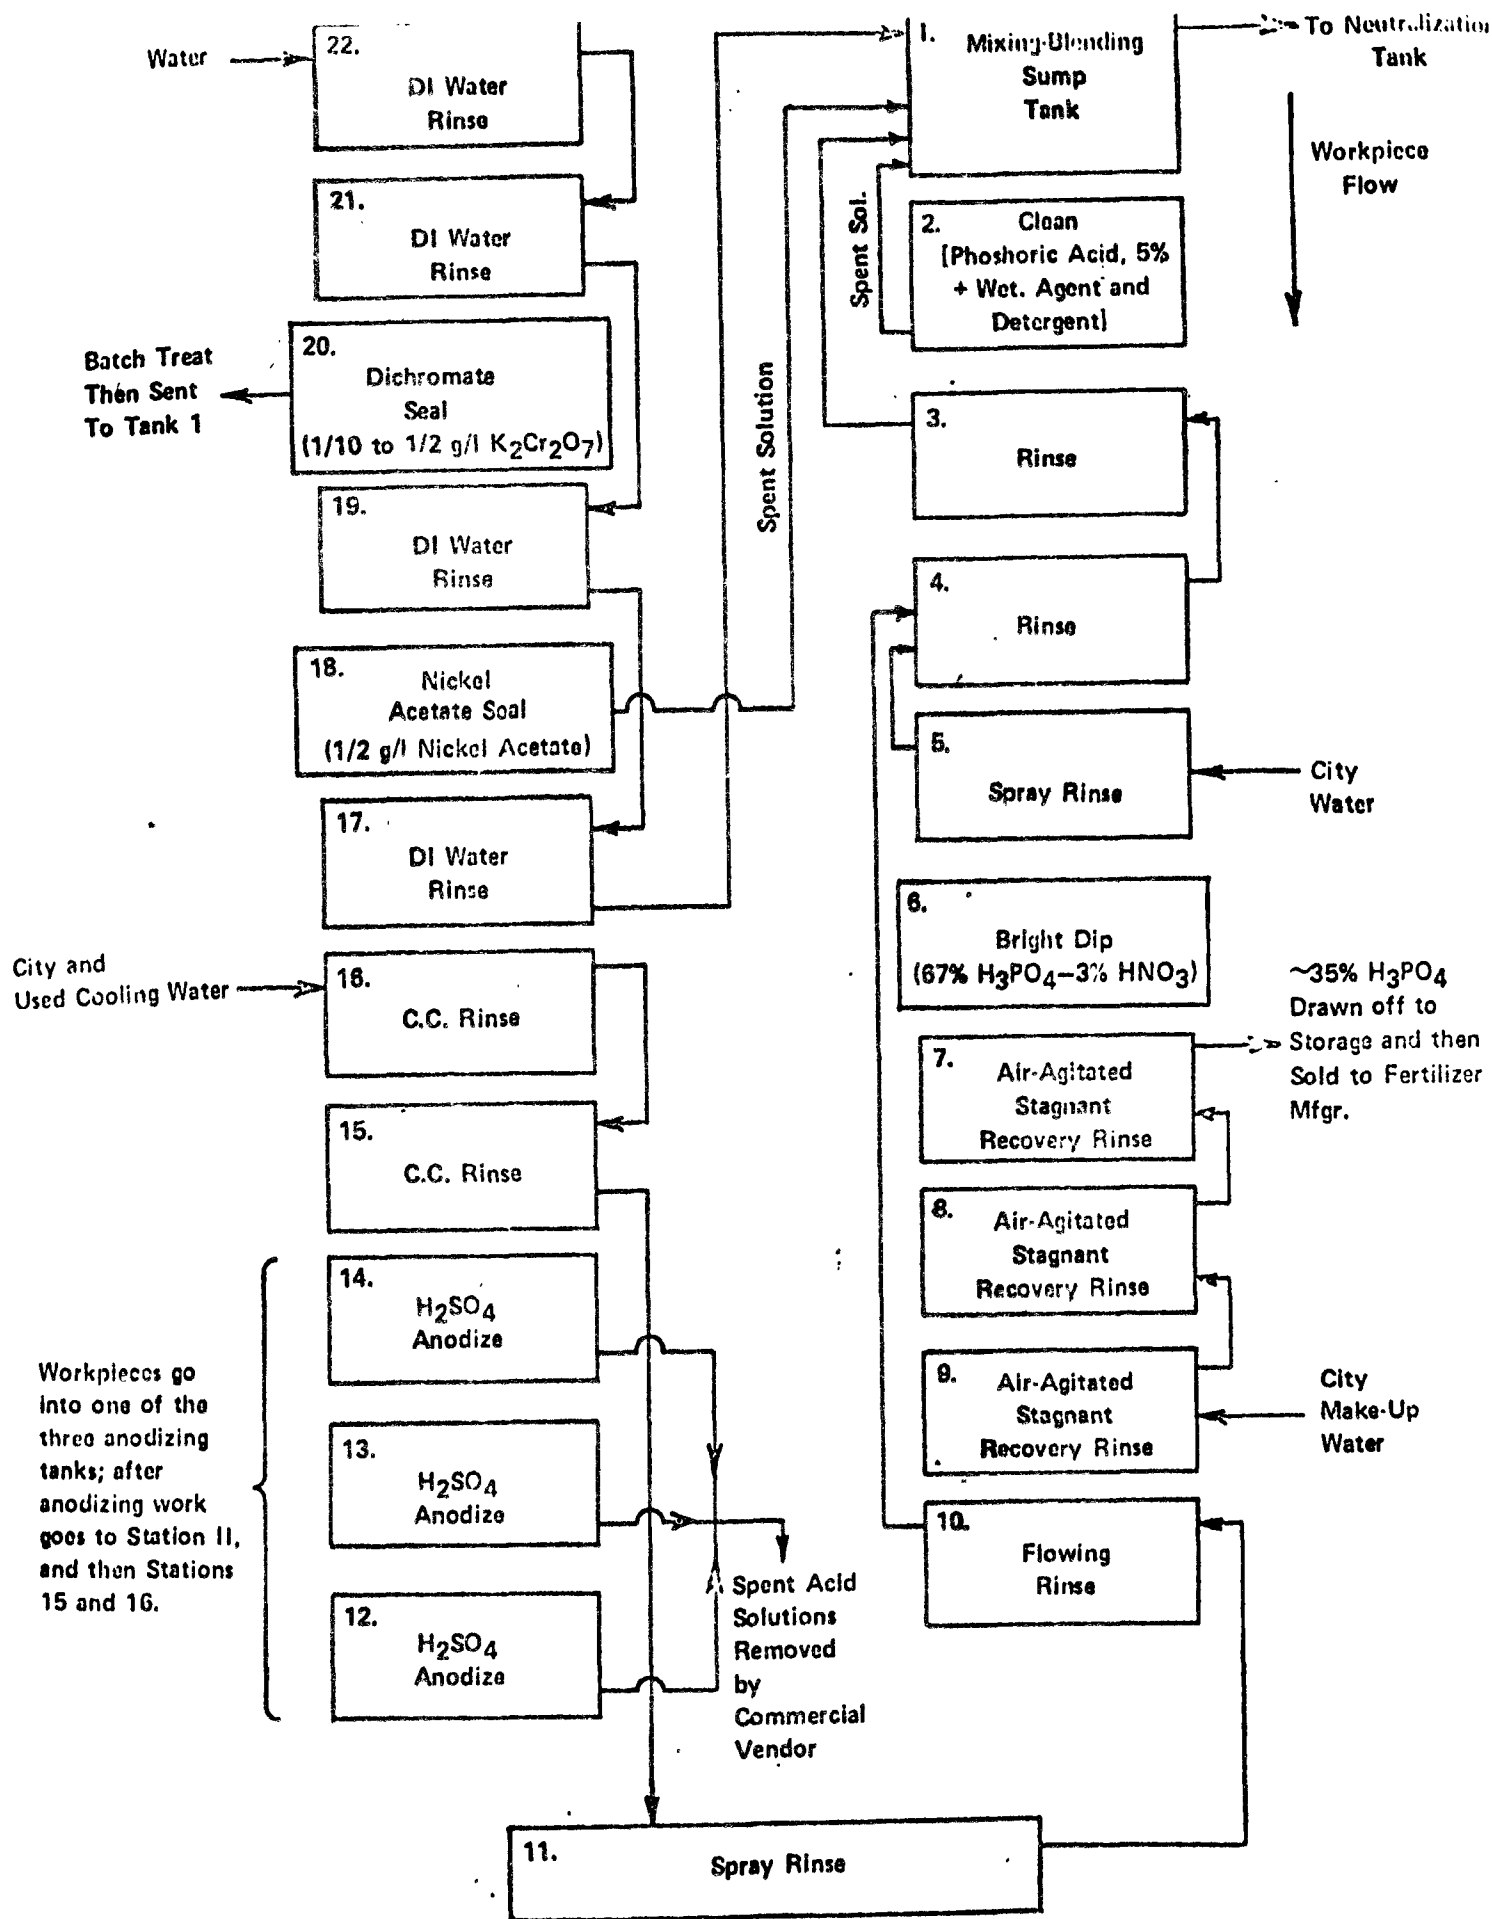 Water
22.
DI Water
Rinse
21.
DI Water
Rinse
20.
Dichromate
Seal
(1/10 to 1/2 g/l K2Cr2O7)
Batch Treat
Then Sent
To Tank 1
19.
DI Water
Rinse
18.
Nickel
Acetate Seal
(1/2 g/l Nickel Acetate)
17.
DI Water
Rinse
City and
Used Cooling Water
16.
C.C. Rinse
15.
C.C. Rinse
14.
H2SO4
Anodize
13.
H2SO4
Anodize
12.
H2SO4
Anodize
Workpieces go
into one of the
three anodizing
tanks; after
anodizing work
goes to Station II,
and then Stations
15 and 16.
Spent Acid
Solutions
Removed
by
Commercial
Vendor
11.
Spray Rinse
Spent Solution
Spent Sol.
1.
Mixing-Blending
Sump
Tank
To Neutralization
Tank
Workpiece
Flow
2.
Clean
[Phoshoric Acid, 5%
+ Wet. Agent and
Detergent]
3.
Rinse
4.
Rinse
5.
Spray Rinse
City
Water
6.
Bright Dip
(67% H3PO4–3% HNO3)
7.
Air-Agitated
Stagnant
Recovery Rinse
~35% H3PO4
Drawn off to
Storage and then
Sold to Fertilizer
Mfgr.
8.
Air-Agitated
Stagnant
Recovery Rinse
9.
Air-Agitated
Stagnant
Recovery Rinse
City
Make-Up
Water
10.
Flowing
Rinse